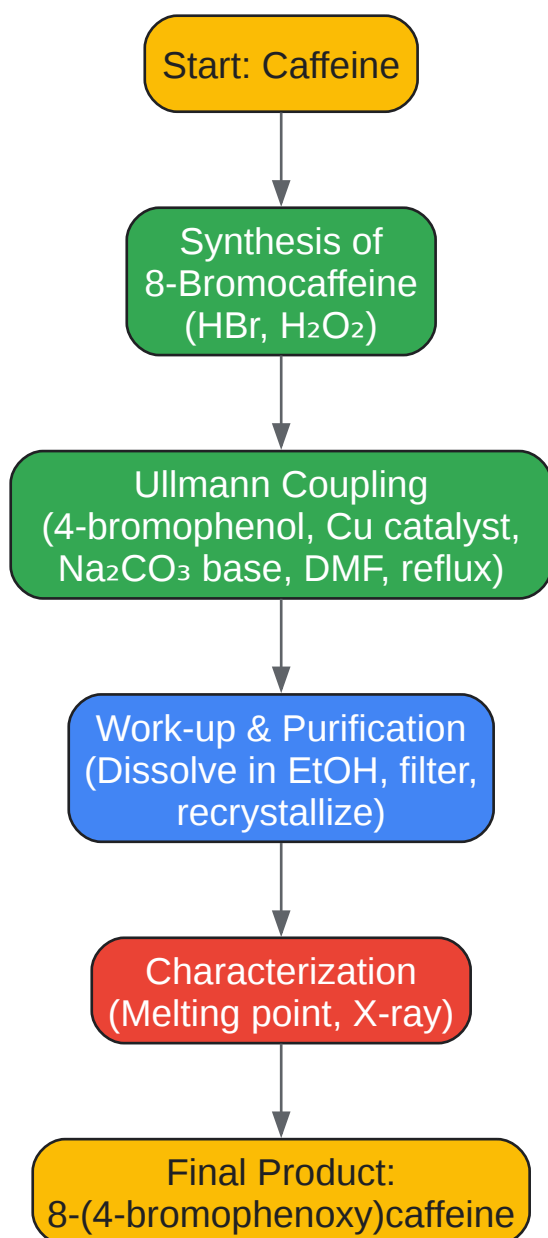 Start: Caffeine
Synthesis of
8-Bromocaffeine
(HBr, H₂O₂)
Ullmann Coupling
(4-bromophenol, Cu catalyst,
Na₂CO₃ base, DMF, reflux)
Work-up & Purification
(Dissolve in EtOH, filter,
recrystallize)
Characterization
(Melting point, X-ray)
Final Product:
8-(4-bromophenoxy)caffeine